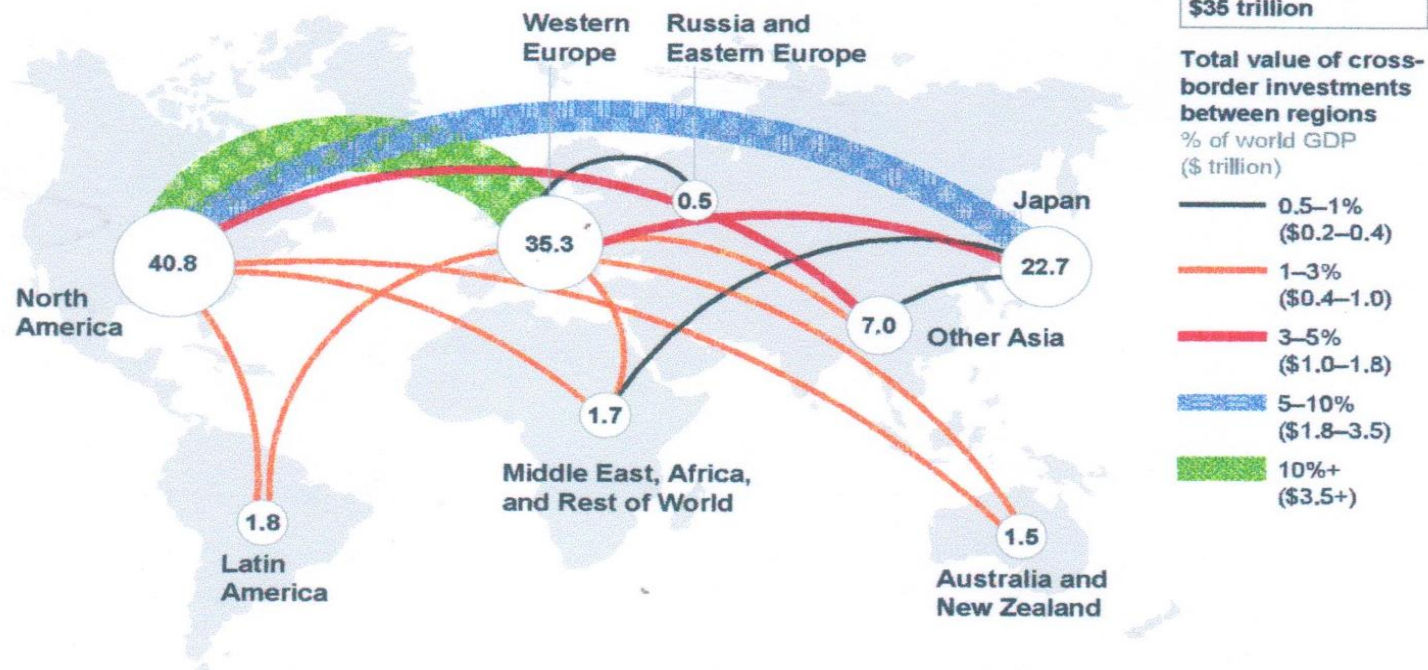 Western
Europe
Russia and
Eastern Europe
$35 trillion
Total value of cross-
border investments
between regions
% of world GDP
($ trillion)
0.5–1%
($0.2–0.4)
1–3%
($0.4–1.0)
3–5%
($1.0–1.8)
5–10%
($1.8–3.5)
10%+
($3.5+)
Japan
0.5
35.3
40.8
22.7
North
America
7.0
Other Asia
1.7
Middle East, Africa,
and Rest of World
1.8
Latin
America
1.5
Australia and
New Zealand